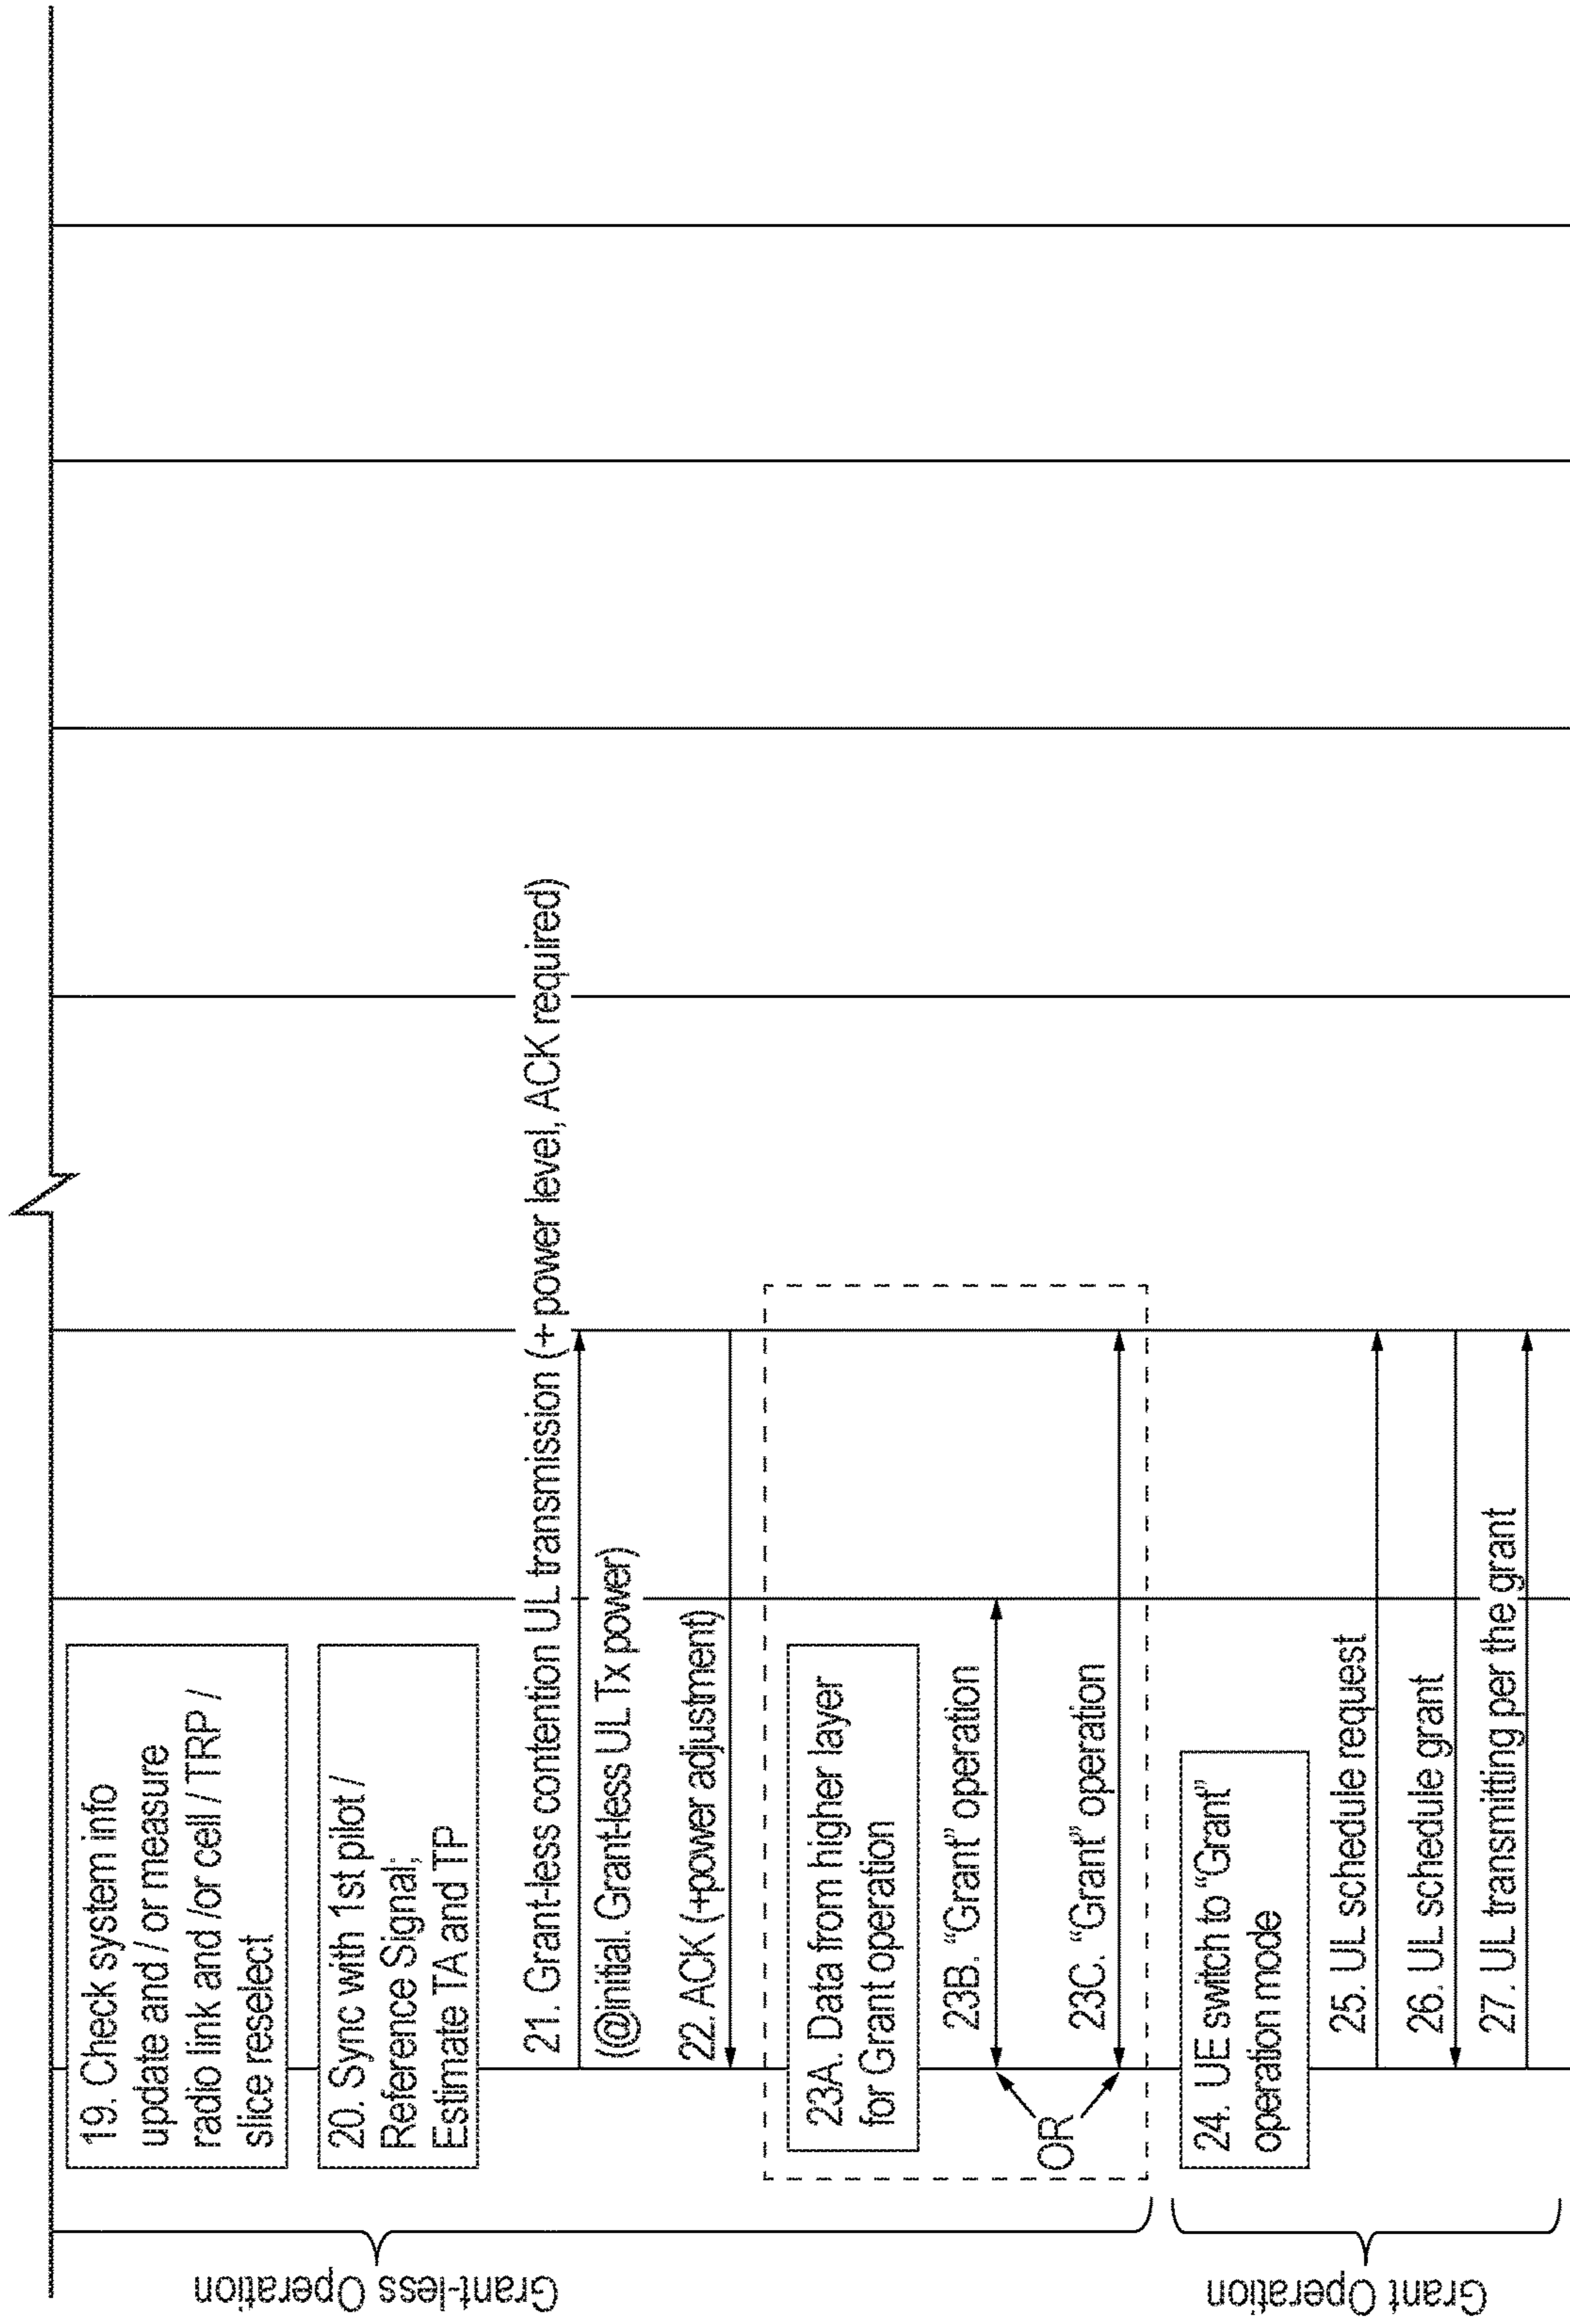 Grant-less Operation
19. Check system info
update and / or measure
radio link and /or cell / TRP /
slice reselect
20. Sync with 1st pilot /
Reference Signal;
Estimate TA and TP
21. Grant-less contention UL transmission (+ power level, ACK required)
(@initial. Grant-less UL Tx power)
22. ACK (+power adjustment)
23A. Data from higher layer
for Grant operation
23B. “Grant” operation
OR
23C. “Grant” operation
Grant Operation
24. UE switch to “Grant”
operation mode
25. UL schedule request
26. UL schedule grant
27. UL transmitting per the grant